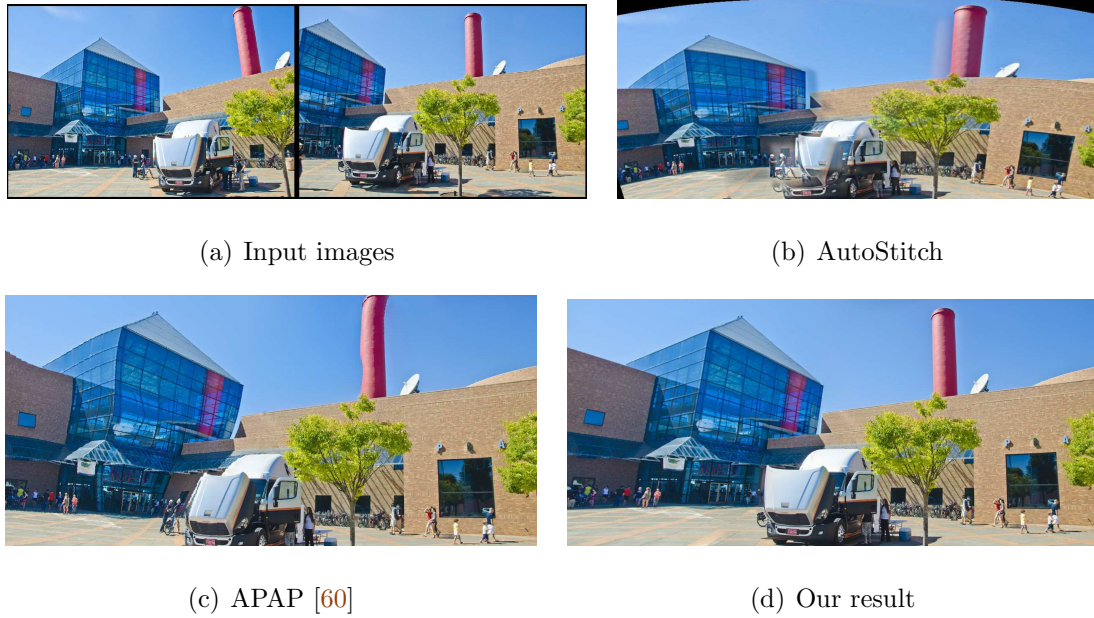 (a) Input images
(b) AutoStitch
(c) APAP [60]
(d) Our result